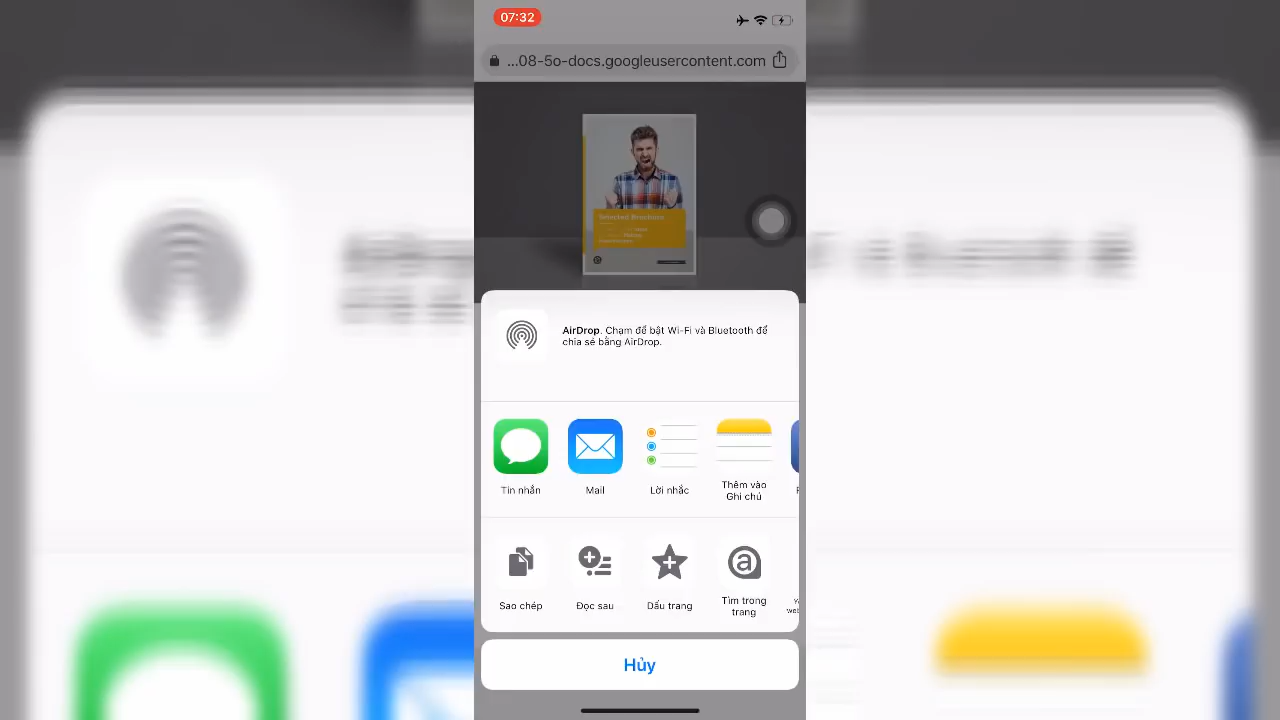 07:32
...08-5o-docs.googleusercontent.com
Selected Brochure
AirDrop. Chạm để bật Wi-Fi và Bluetooth để
chia sẻ bằng AirDrop.
Tin nhắn
Mail
Lời nhắc
Thêm vào
Ghi chú
Sao chép
Đọc sau
Dấu trang
Tìm trong
trang
Hủy